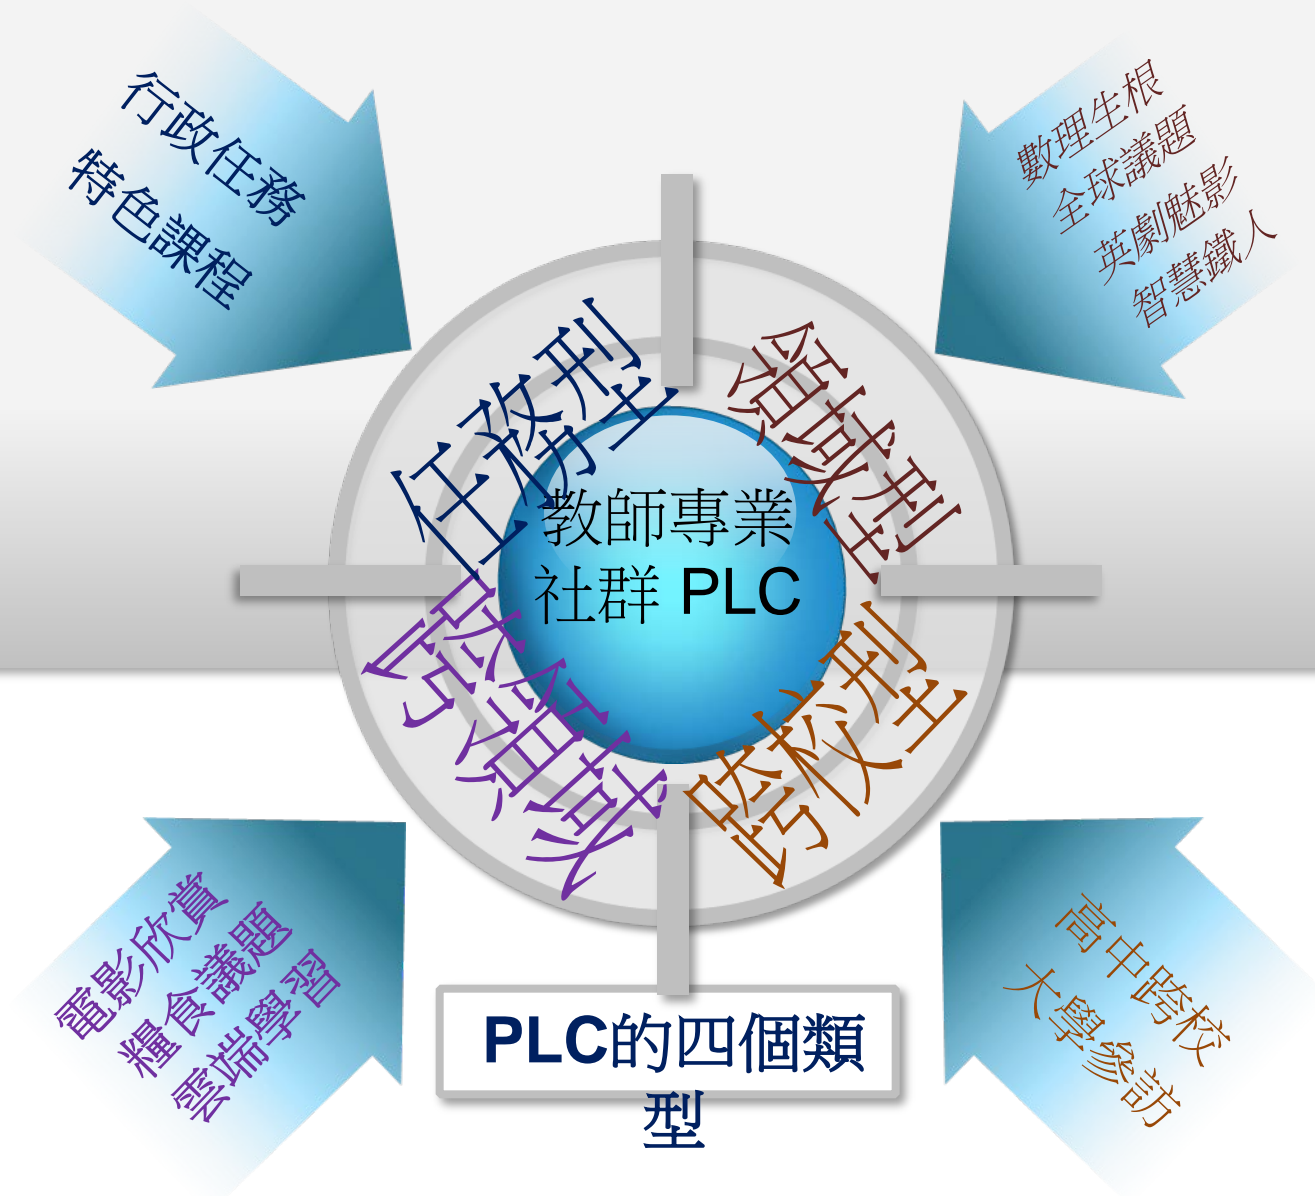 行政任務
特色課程
數理生根
全球議題
英劇魅影
智慧鐵人
任務型
領域型
教師專業
社群 PLC
跨領域
跨校型
電影欣賞
糧食議題
雲端學習
高中跨校
大學參訪
PLC的四個類
型